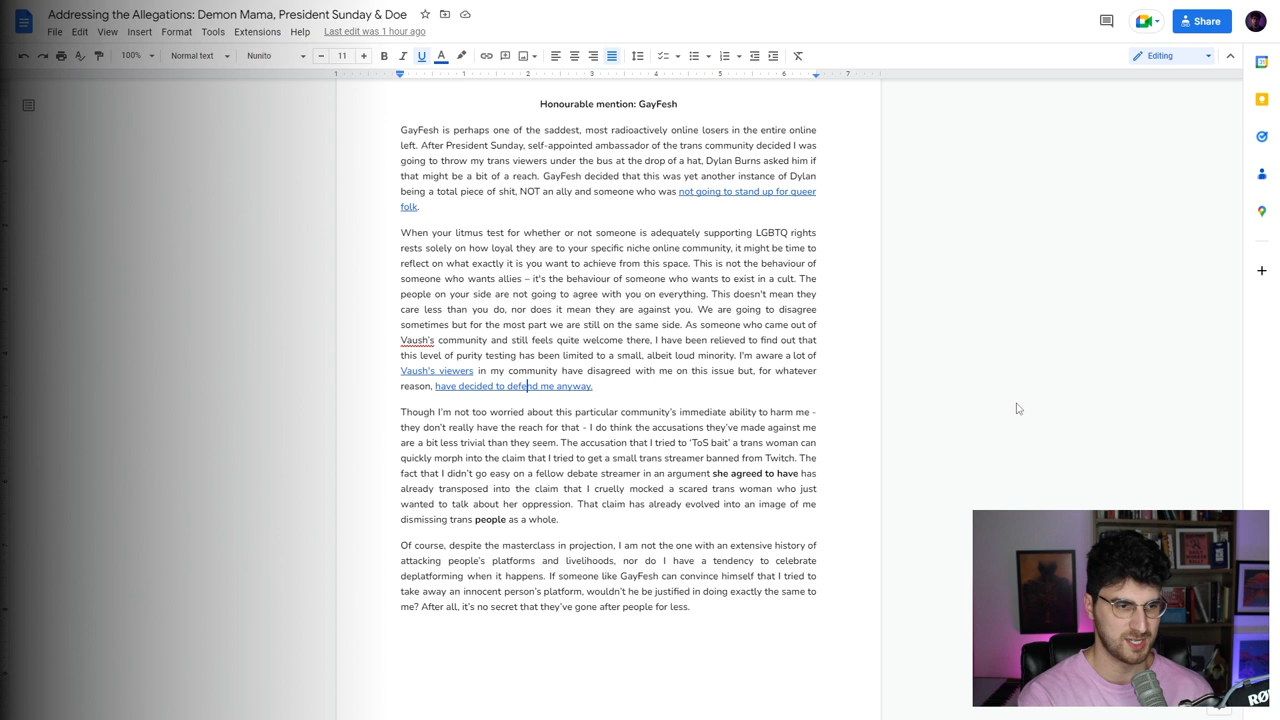 Addressing the Allegations: Demon Mama, President Sunday & Doe
File Edit View Insert Format Tools Extensions Help Last edit was 1 hour ago
Share
100% Normal text Nunito 11 Editing
1 1 2 3 4 5 6 7
Honourable mention: GayFesh
GayFesh is perhaps one of the saddest, most radioactively online losers in the entire online
left. After President Sunday, self-appointed ambassador of the trans community decided I was
going to throw my trans viewers under the bus at the drop of a hat, Dylan Burns asked him if
that might be a bit of a reach. GayFesh decided that this was yet another instance of Dylan
being a total piece of shit, NOT an ally and someone who was not going to stand up for queer
folk.
When your litmus test for whether or not someone is adequately supporting LGBTQ rights
rests solely on how loyal they are to your specific niche online community, it might be time to
reflect on what exactly it is you want to achieve from this space. This is not the behaviour of
someone who wants allies – it's the behaviour of someone who wants to exist in a cult. The
people on your side are not going to agree with you on everything. This doesn't mean they
care less than you do, nor does it mean they are against you. We are going to disagree
sometimes but for the most part we are still on the same side. As someone who came out of
Vaush's community and still feels quite welcome there, I have been relieved to find out that
this level of purity testing has been limited to a small, albeit loud minority. I'm aware a lot of
Vaush's viewers in my community have disagreed with me on this issue but, for whatever
reason, have decided to defend me anyway.
Though I'm not too worried about this particular community's immediate ability to harm me -
they don't really have the reach for that - I do think the accusations they've made against me
are a bit less trivial than they seem. The accusation that I tried to 'ToS bait' a trans woman can
quickly morph into the claim that I tried to get a small trans streamer banned from Twitch. The
fact that I didn't go easy on a fellow debate streamer in an argument she agreed to have has
already transposed into the claim that I cruelly mocked a scared trans woman who just
wanted to talk about her oppression. That claim has already evolved into an image of me
dismissing trans people as a whole.
Of course, despite the masterclass in projection, I am not the one with an extensive history of
attacking people's platforms and livelihoods, nor do I have a tendency to celebrate
deplatforming when it happens. If someone like GayFesh can convince himself that I tried to
take away an innocent person's platform, wouldn't he be justified in doing exactly the same to
me? After all, it's no secret that they've gone after people for less.